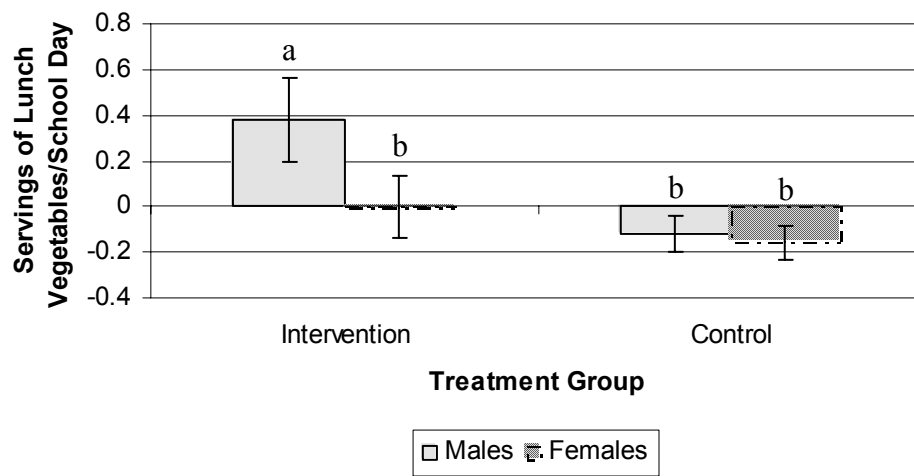 Servings of Lunch
Vegetables/School Day
0.8
0.6
0.4
0.2
0
-0.2
-0.4
a
b
b
b
Intervention
Control
Treatment Group
Males
Females